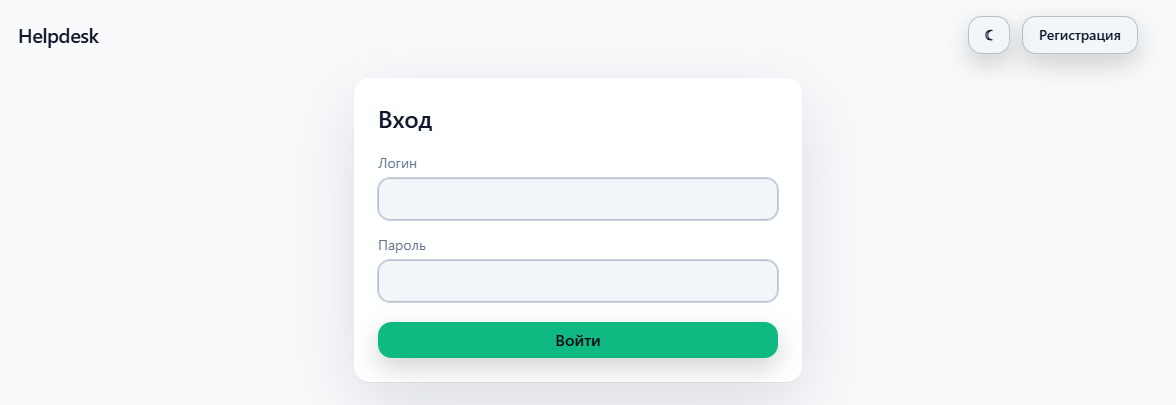 Helpdesk
Регистрация
Вход
Логин
Пароль
Войти